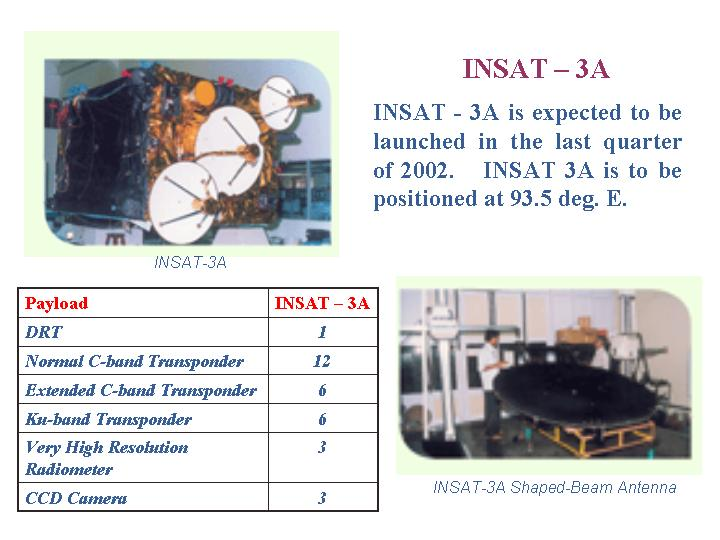 INSAT – 3A
INSAT - 3A is expected to be
launched in the last quarter
of 2002. INSAT 3A is to be
positioned at 93.5 deg. E.
INSAT-3A
Payload INSAT – 3A
DRT 1
Normal C-band Transponder 12
Extended C-band Transponder 6
Ku-band Transponder 6
Very High Resolution 3
Radiometer
CCD Camera 3
INSAT-3A Shaped-Beam Antenna